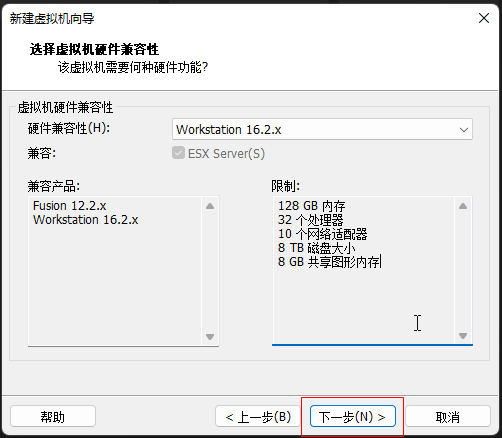 新建虚拟机向导
选择虚拟机硬件兼容性
该虚拟机需要何种硬件功能?
虚拟机硬件兼容性
硬件兼容性(H):
Workstation 16.2.x
兼容:
ESX Server(S)
兼容产品:
Fusion 12.2.x
Workstation 16.2.x
限制:
128 GB 内存
32 个处理器
10 个网络适配器
8 TB 磁盘大小
8 GB 共享图形内存
帮助
< 上一步(B)
下一步(N) >
取消